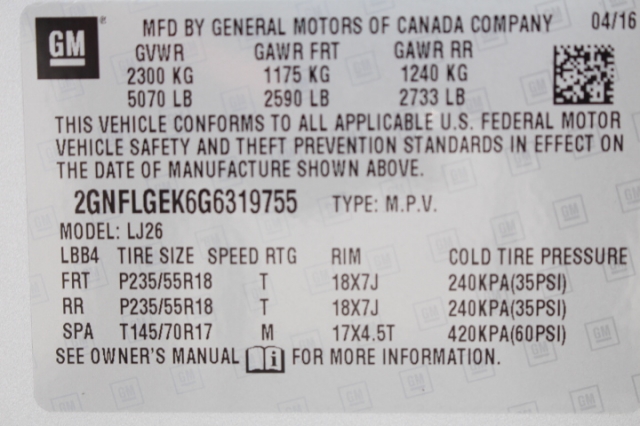 GM MFD BY GENERAL MOTORS OF CANADA COMPANY 04/16
GVWR GAWR FRT GAWR RR
2300 KG 1175 KG 1240 KG
5070 LB 2590 LB 2733 LB
THIS VEHICLE CONFORMS TO ALL APPLICABLE U.S. FEDERAL MOTOR
VEHICLE SAFETY AND THEFT PREVENTION STANDARDS IN EFFECT ON
THE DATE OF MANUFACTURE SHOWN ABOVE.
2GNFLGEK6G6319755 TYPE: M.P.V.
MODEL: LJ26
LBB4 TIRE SIZE SPEED RTG RIM COLD TIRE PRESSURE
FRT P235/55R18 T 18X7J 240KPA(35PSI)
RR P235/55R18 T 18X7J 240KPA(35PSI)
SPA T145/70R17 M 17X4.5T 420KPA(60PSI)
SEE OWNER'S MANUAL i FOR MORE INFORMATION.